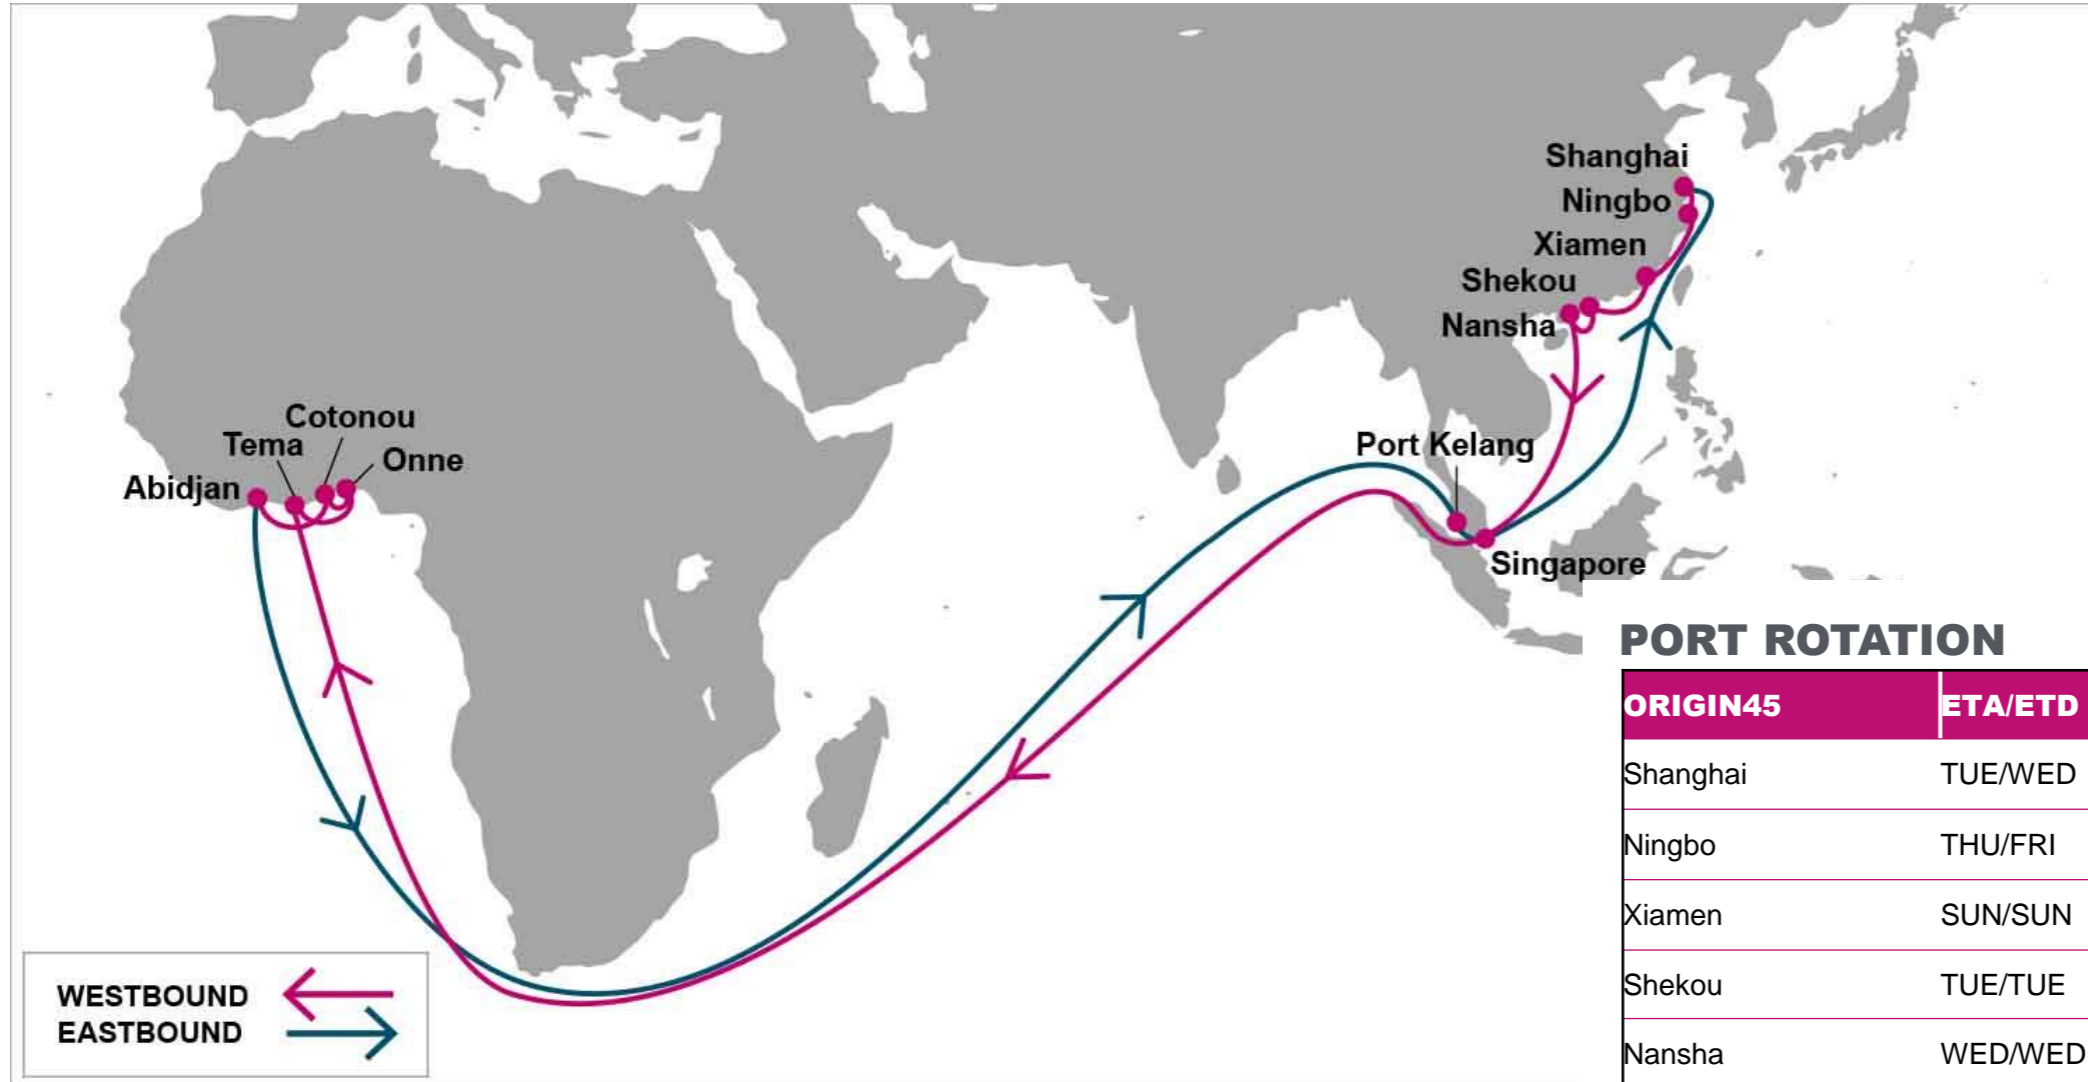 Shanghai
Ningbo
Xiamen
Shekou
Nansha
Cotonou
Tema
Onne
Abidjan
Port Kelang
Singapore
WESTBOUND
EASTBOUND
PORT ROTATION
ORIGIN45 ETA/ETD
Shanghai TUE/WED
Ningbo THU/FRI
Xiamen SUN/SUN
Shekou TUE/TUE
Nansha WED/WED